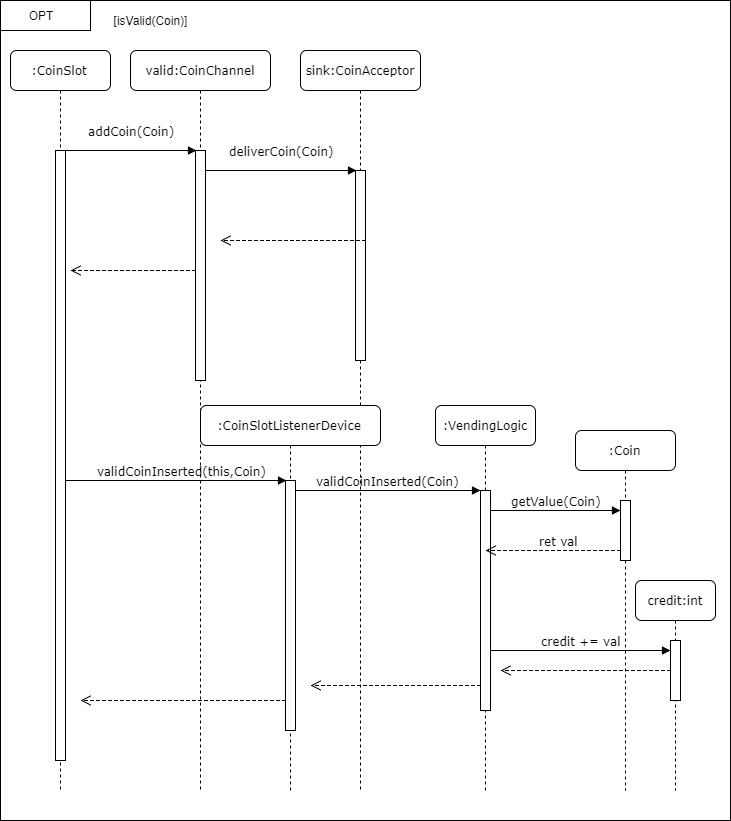 OPT
[isValid(Coin)]
:CoinSlot
valid:CoinChannel
sink:CoinAcceptor
addCoin(Coin)
deliverCoin(Coin)
:CoinSlotListenerDevice
:VendingLogic
:Coin
validCoinInserted(this,Coin)
validCoinInserted(Coin)
getValue(Coin)
ret val
credit:int
credit += val